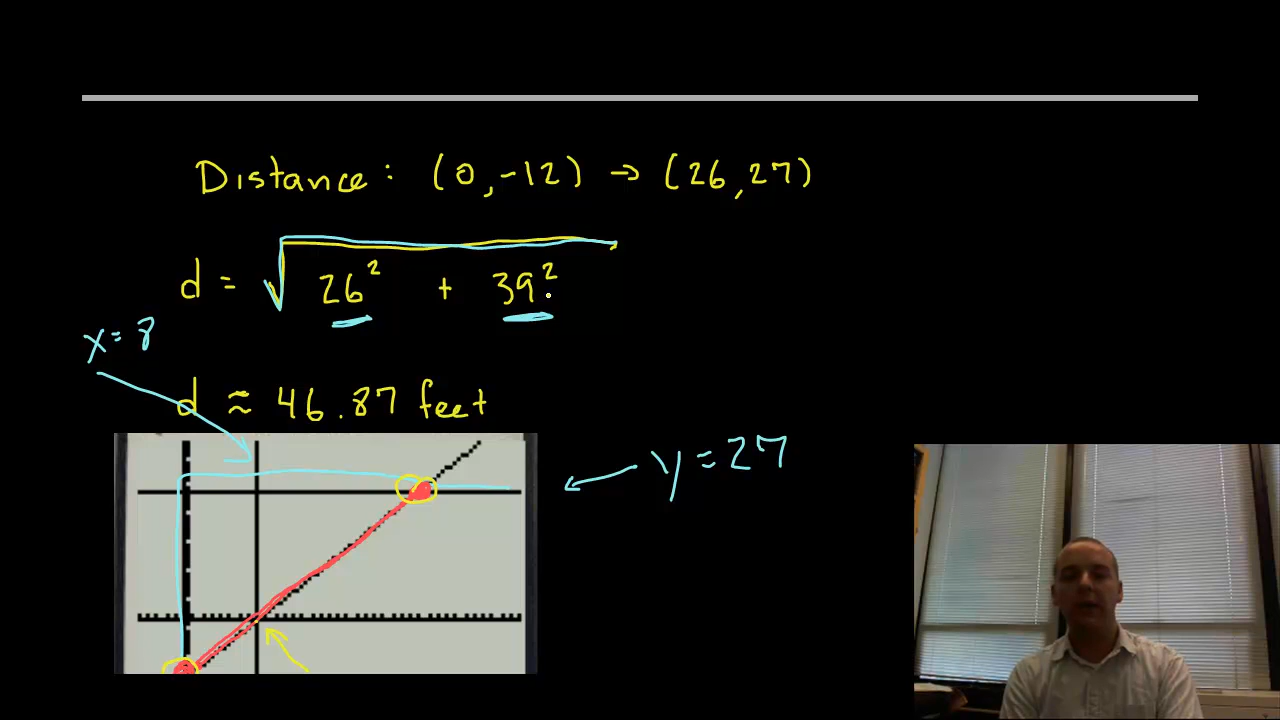 Distance: (0,-12) → (26,27)
d = √ 26² + 39²
x = 8
d ≈ 46.87 feet
y = 27